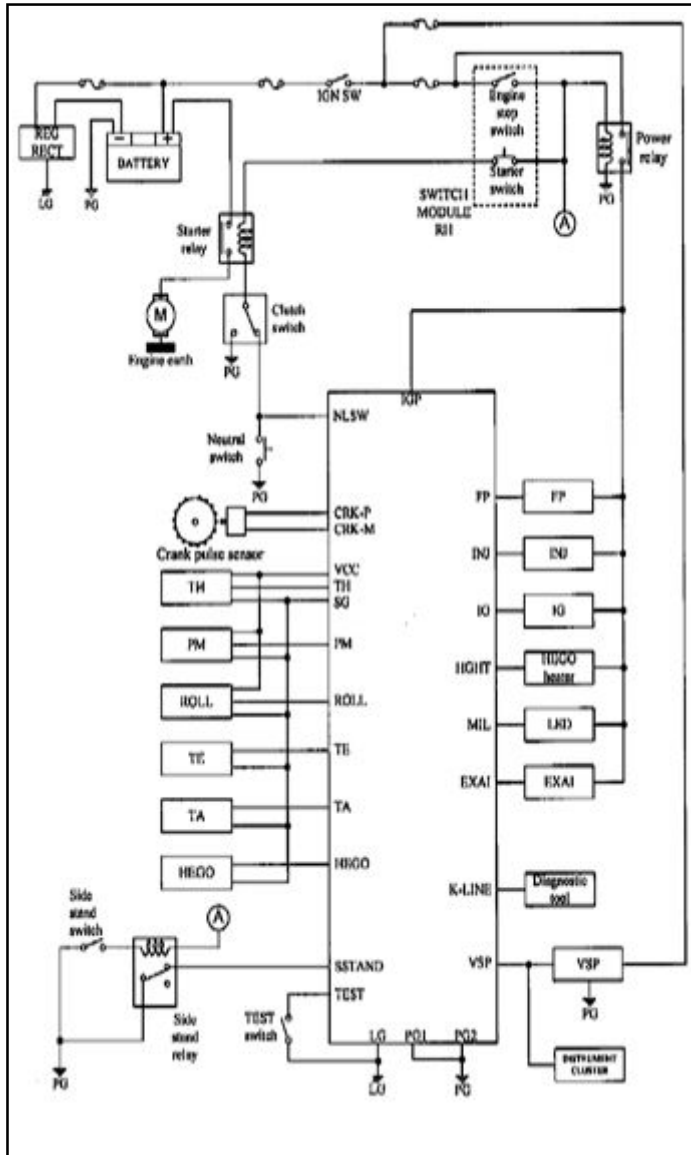 IGN SW
Engine
stop
switch
REG
RECT
- +
BATTERY
Power
relay
Starter
switch
LG
PG
SWITCH
MODULE
RH
PG
A
Starter
relay
M
Clutch
switch
Engine earth
PG
IGP
NLSW
Neutral
switch
PG
FP
FP
CRK-P
CRK-M
Crank pulse sensor
INJ
INJ
VCC
TH
TH
SG
IG
IG
PM
PM
HGHT
HEGO
heater
ROLL
ROLL
MIL
LED
TE
TE
EXAI
EXAI
TA
TA
HEGO
HEGO
K-LINE
Diagnostic
tool
Side
stand
switch
A
SSTAND
VSP
VSP
TEST
PG
TEST
switch
Side
stand
relay
LG
PG1
PG2
PG
LG
PG
INSTRUMENT
CLUSTER